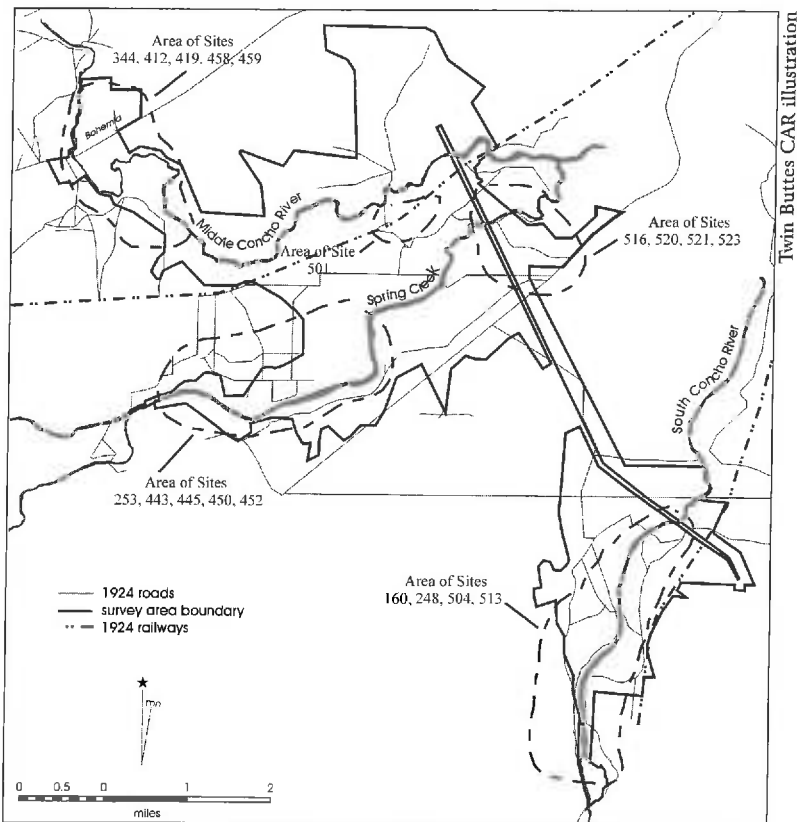 Area of Sites
344, 412, 419, 458, 459
Bohemia
Middle Concho River
Area of Site
501
Spring Creek
Area of Sites
516, 520, 521, 523
South Concho River
Area of Sites
253, 443, 445, 450, 452
Area of Sites
160, 248, 504, 513
1924 roads
survey area boundary
1924 railways
mn
0 0.5 0 1 2
miles
Twin Buttes CAR illustration